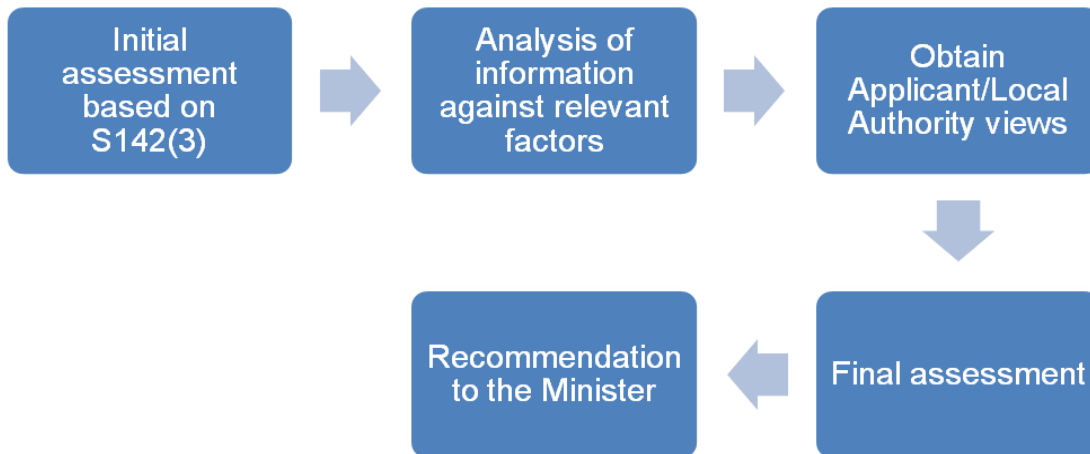 Initial
assessment
based on
S142(3)
Analysis of
information
against relevant
factors
Obtain
Applicant/Local
Authority views
Final assessment
Recommendation
to the Minister